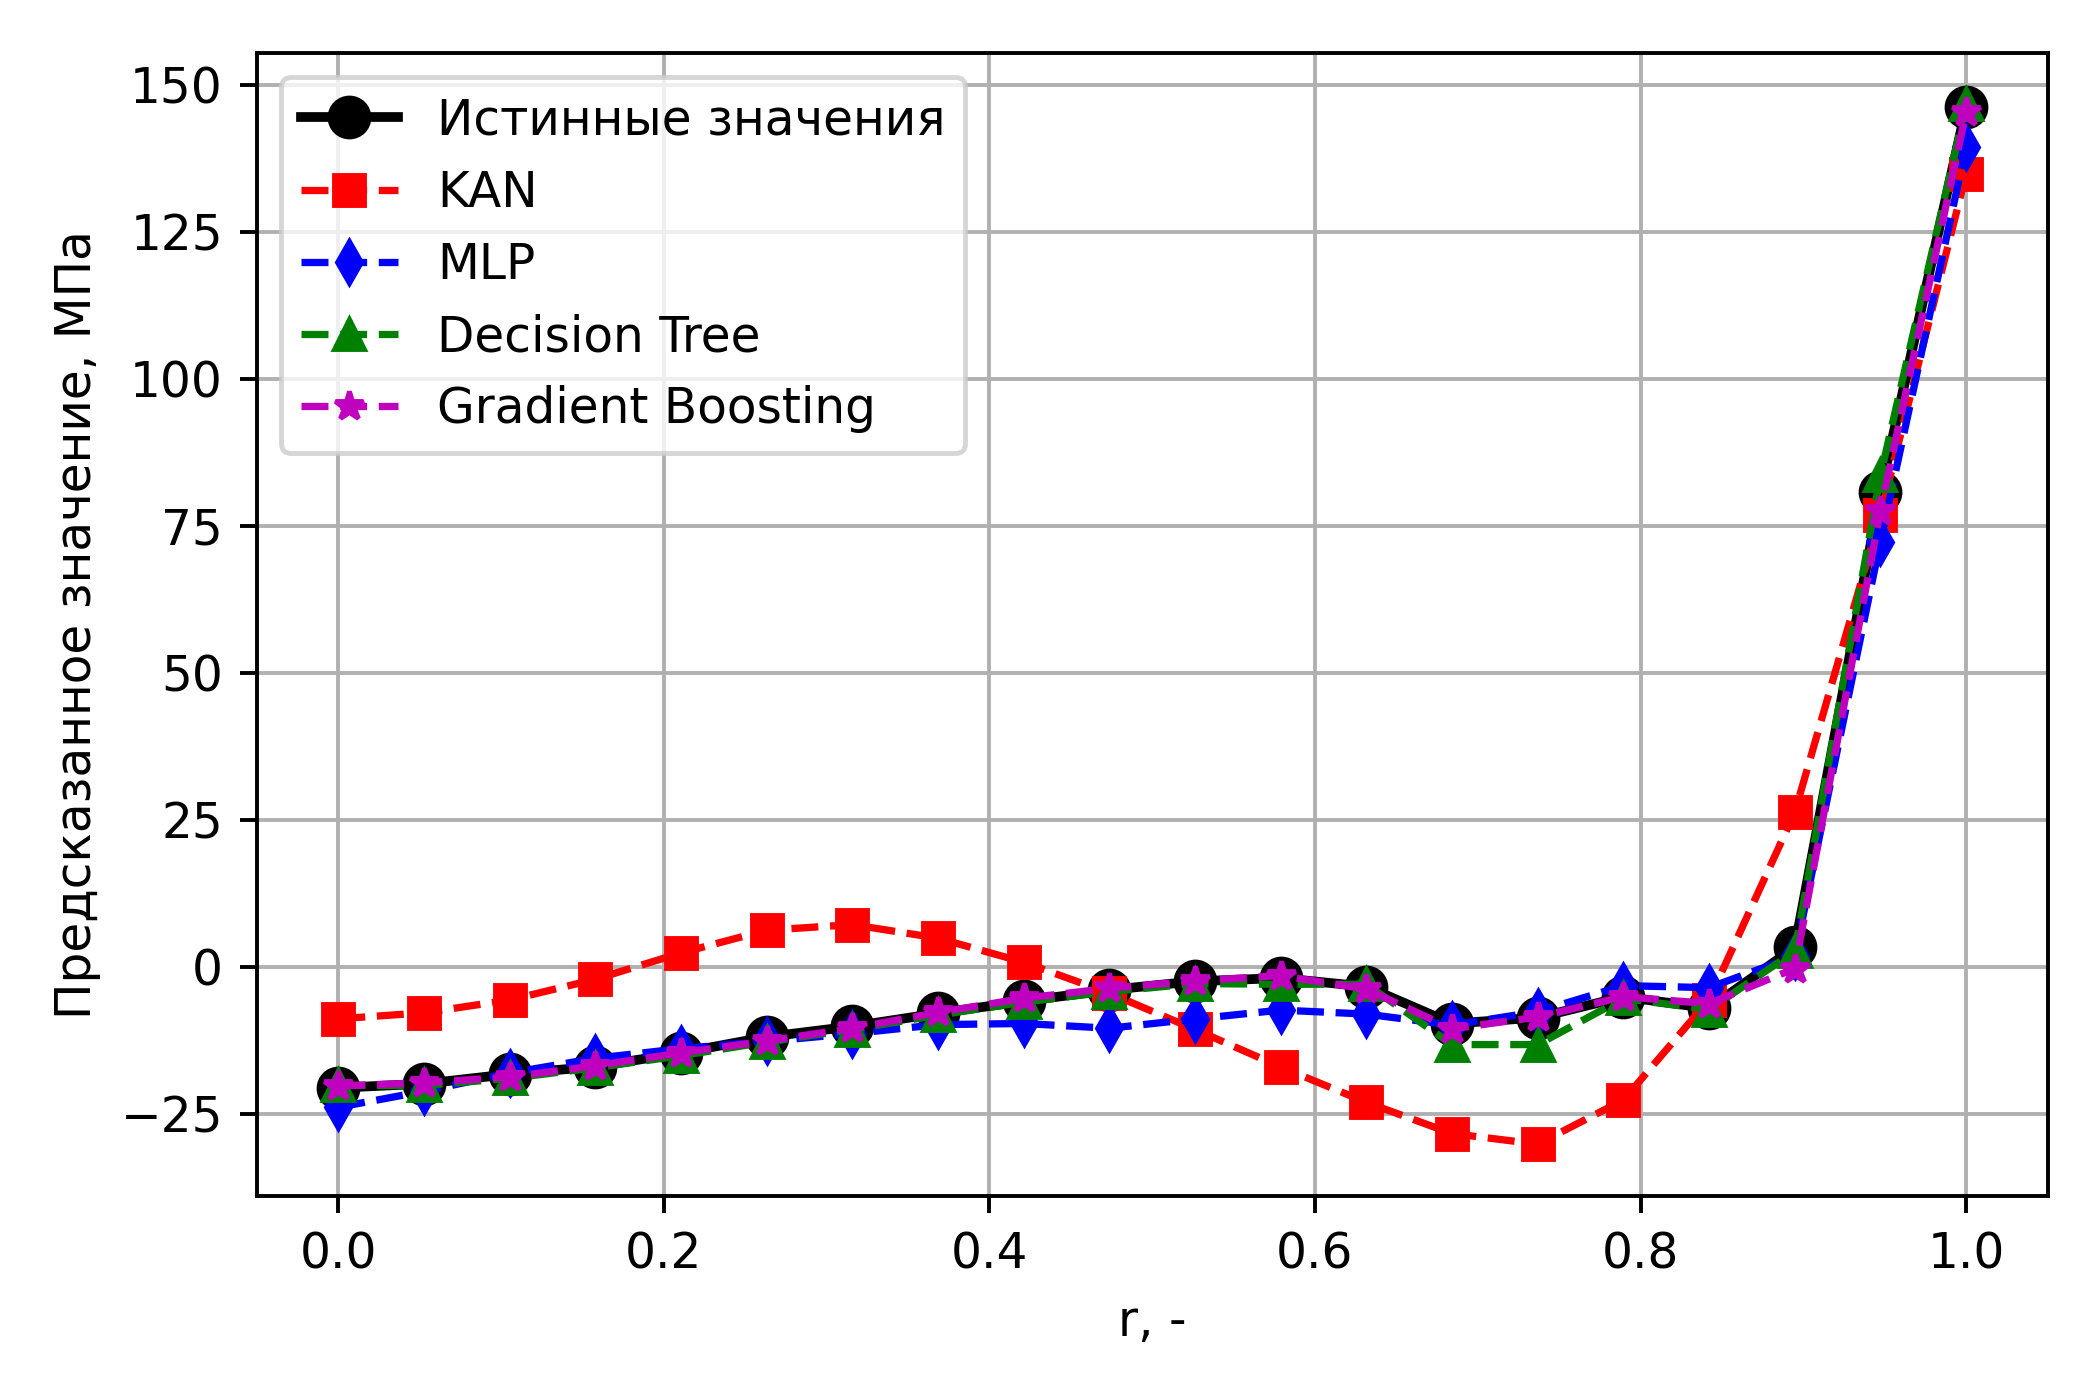 Предсказанное значение, МПа
150
125
100
75
50
25
0
−25
Истинные значения
KAN
MLP
Decision Tree
Gradient Boosting
0.0 0.2 0.4 0.6 0.8 1.0
r, -